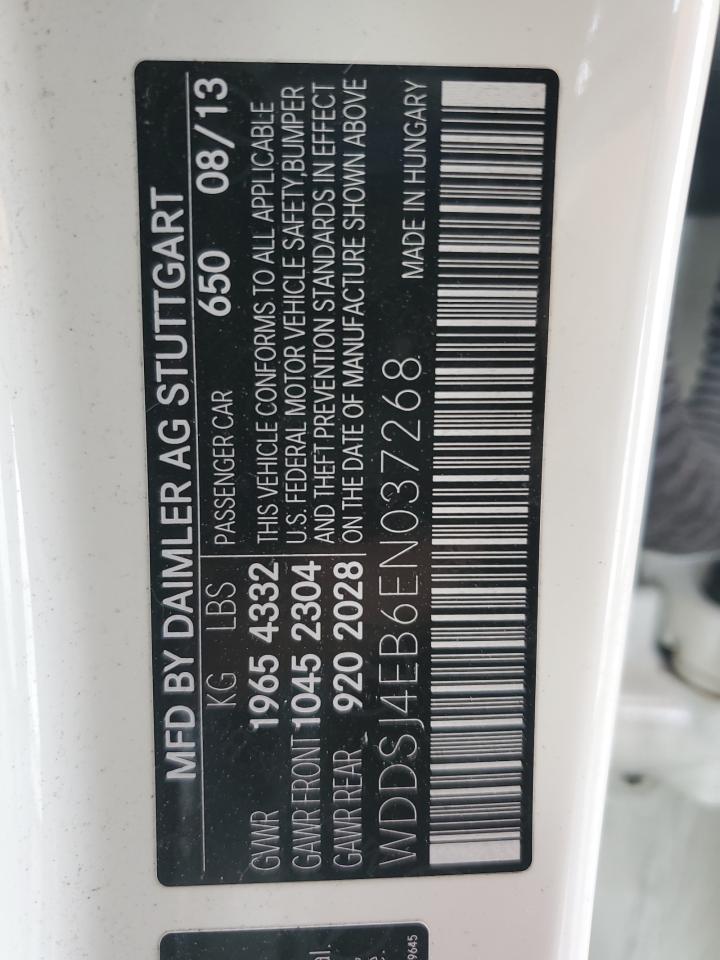 MFD BY DAIMLER AG STUTTGART
KG LBS PASSENGER CAR 650 08/13
GVWR 1965 4332 THIS VEHICLE CONFORMS TO ALL APPLICABLE
GAWR FRONT 1045 2304 U.S. FEDERAL MOTOR VEHICLE SAFETY,BUMPER
AND THEFT PREVENTION STANDARDS IN EFFECT
GAWR REAR 920 2028 ON THE DATE OF MANUFACTURE SHOWN ABOVE
WDDSJ4EB6EN037268 MADE IN HUNGARY
9645